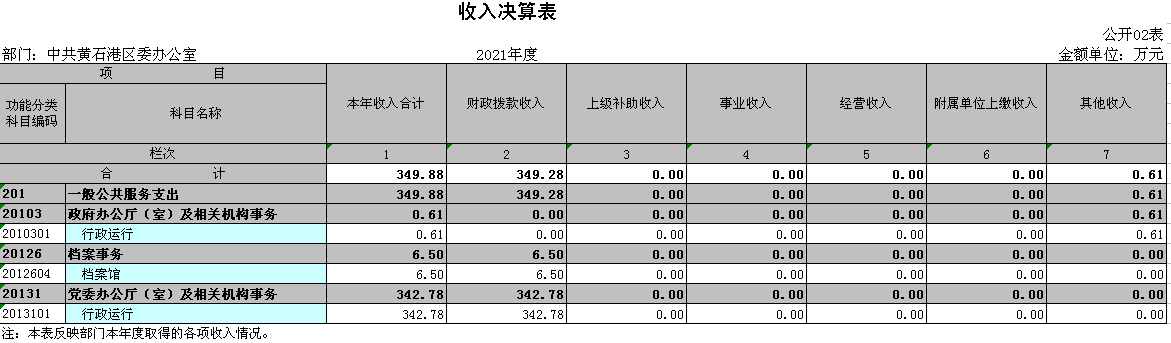 收入决算表
公开02表
部门：中共黄石港区委办公室 2021年度 金额单位：万元
项 目 本年收入合计 财政拨款收入 上级补助收入 事业收入 经营收入 附属单位上缴收入 其他收入
功能分类科目编码 科目名称
栏次 1 2 3 4 5 6 7
合 计 349.88 349.28 0.00 0.00 0.00 0.00 0.61
201 一般公共服务支出 349.88 349.28 0.00 0.00 0.00 0.00 0.61
20103 政府办公厅（室）及相关机构事务 0.61 0.00 0.00 0.00 0.00 0.00 0.61
2010301 行政运行 0.61 0.00 0.00 0.00 0.00 0.00 0.61
20126 档案事务 6.50 6.50 0.00 0.00 0.00 0.00 0.00
2012604 档案馆 6.50 6.50 0.00 0.00 0.00 0.00 0.00
20131 党委办公厅（室）及相关机构事务 342.78 342.78 0.00 0.00 0.00 0.00 0.00
2013101 行政运行 342.78 342.78 0.00 0.00 0.00 0.00 0.00
注：本表反映部门本年度取得的各项收入情况。